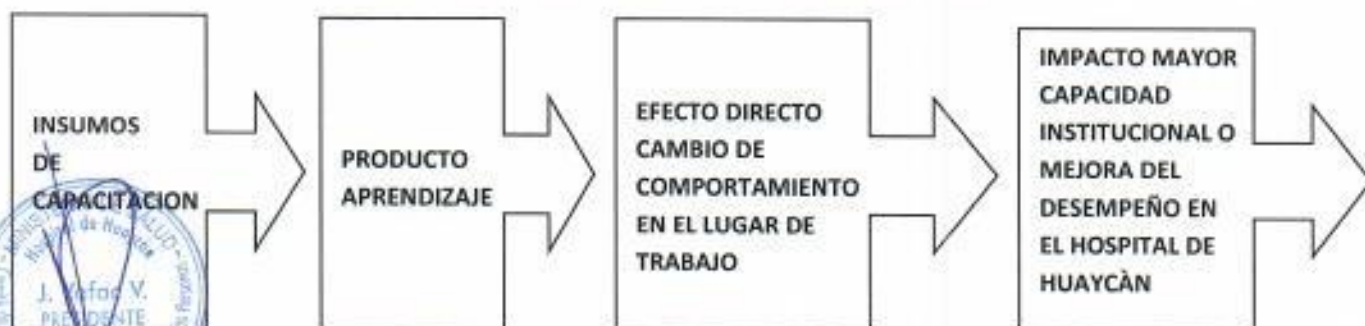 INSUMOS
DE
CAPACITACION
PRODUCTO
APRENDIZAJE
EFECTO DIRECTO
CAMBIO DE
COMPORTAMIENTO
EN EL LUGAR DE
TRABAJO
IMPACTO MAYOR
CAPACIDAD
INSTITUCIONAL O
MEJORA DEL
DESEMPEÑO EN
EL HOSPITAL DE
HUAYCÀN
J. V.
PRESIDENTE